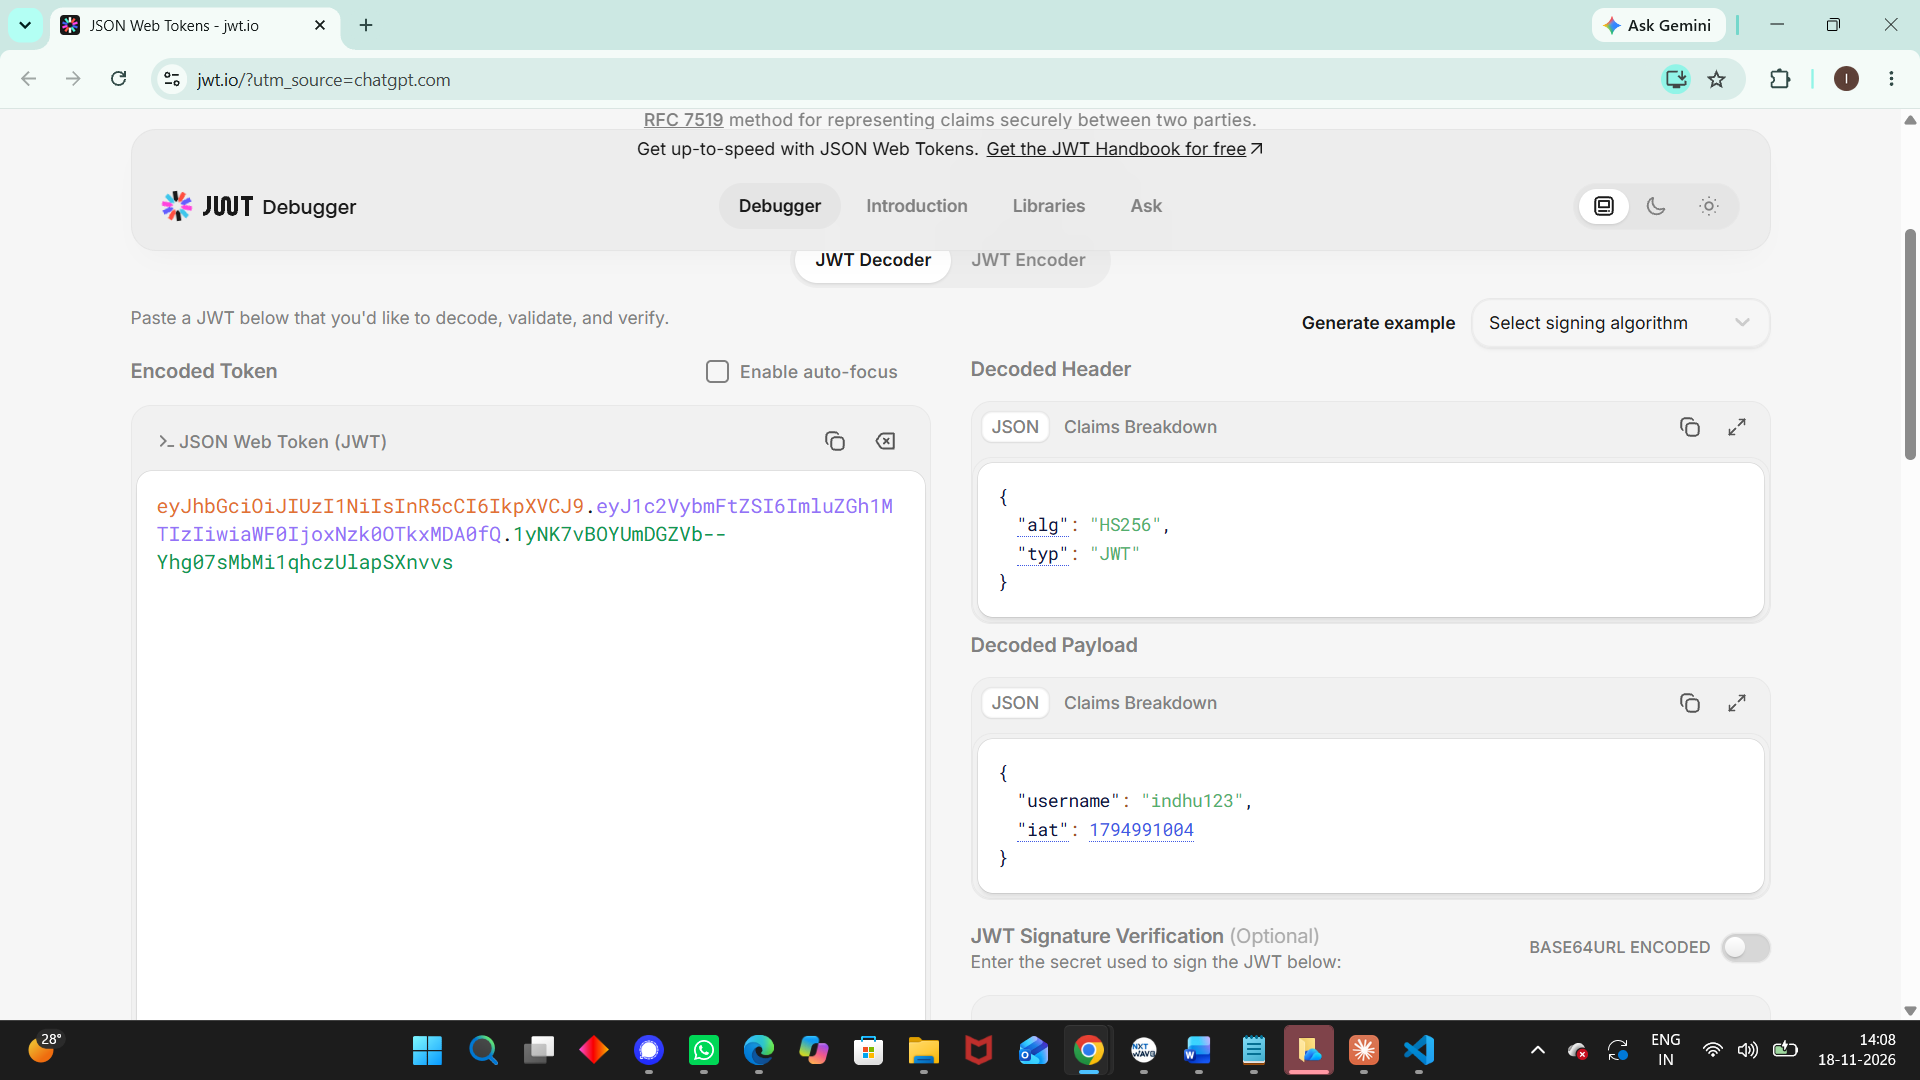 JSON Web Tokens - jwt.io
Ask Gemini
jwt.io/?utm_source=chatgpt.com
I
RFC 7519 method for representing claims securely between two parties.
Get up-to-speed with JSON Web Tokens. Get the JWT Handbook for free
JWT Debugger
Debugger
Introduction
Libraries
Ask
JWT Decoder
JWT Encoder
Paste a JWT below that you'd like to decode, validate, and verify.
Generate example
Select signing algorithm
Encoded Token
Enable auto-focus
JSON Web Token (JWT)
eyJhbGciOiJIUzI1NiIsInR5cCI6IkpXVCJ9.eyJ1c2VybmFtZSI6ImluZGh1M
TIzIiwiaWF0IjoxNzk0OTkxMDA0fQ.1yNK7vBOYUmDGZVb--
Yhg07sMbMi1qhczUlapSXnvvs
Decoded Header
JSON
Claims Breakdown
{
"alg": "HS256",
"typ": "JWT"
}
Decoded Payload
JSON
Claims Breakdown
{
"username": "indhu123",
"iat": 1794991004
}
JWT Signature Verification (Optional)
Enter the secret used to sign the JWT below:
BASE64URL ENCODED
28°
NXT
WAVE
ENG
IN
14:08
18-11-2026